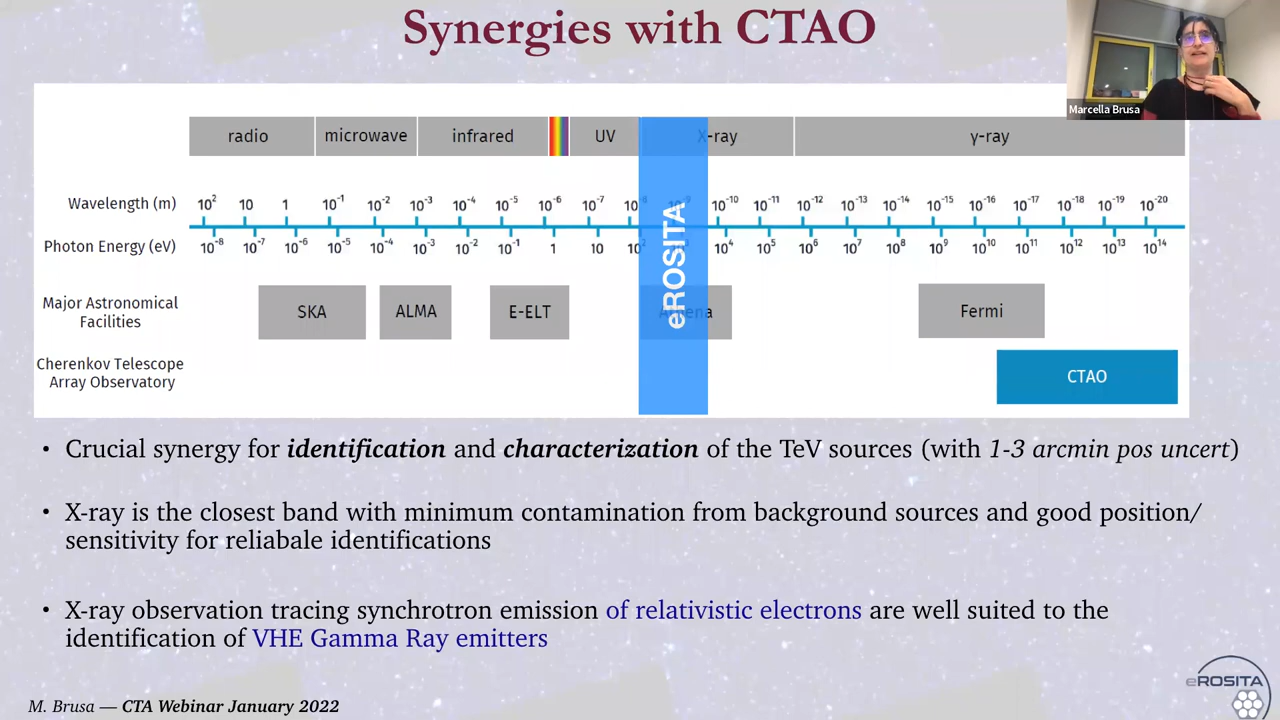 Synergies with CTAO
Marcella Brusa
radio microwave infrared UV X-ray γ-ray
Wavelength (m) 10² 10 1 10⁻¹ 10⁻² 10⁻³ 10⁻⁴ 10⁻⁵ 10⁻⁶ 10⁻⁷ 10⁻⁸ 10⁻⁹ 10⁻¹⁰ 10⁻¹¹ 10⁻¹² 10⁻¹³ 10⁻¹⁴ 10⁻¹⁵ 10⁻¹⁶ 10⁻¹⁷ 10⁻¹⁸ 10⁻¹⁹ 10⁻²⁰
Photon Energy (eV) 10⁻⁸ 10⁻⁷ 10⁻⁶ 10⁻⁵ 10⁻⁴ 10⁻³ 10⁻² 10⁻¹ 1 10 10² 10³ 10⁴ 10⁵ 10⁶ 10⁷ 10⁸ 10⁹ 10¹⁰ 10¹¹ 10¹² 10¹³ 10¹⁴
eROSITA
Major Astronomical
Facilities
SKA ALMA E-ELT Athena Fermi
Cherenkov Telescope
Array Observatory
CTAO
• Crucial synergy for identification and characterization of the TeV sources (with 1-3 arcmin pos uncert)
• X-ray is the closest band with minimum contamination from background sources and good position/
sensitivity for reliabale identifications
• X-ray observation tracing synchrotron emission of relativistic electrons are well suited to the
identification of VHE Gamma Ray emitters
M. Brusa — CTA Webinar January 2022
eROSITA